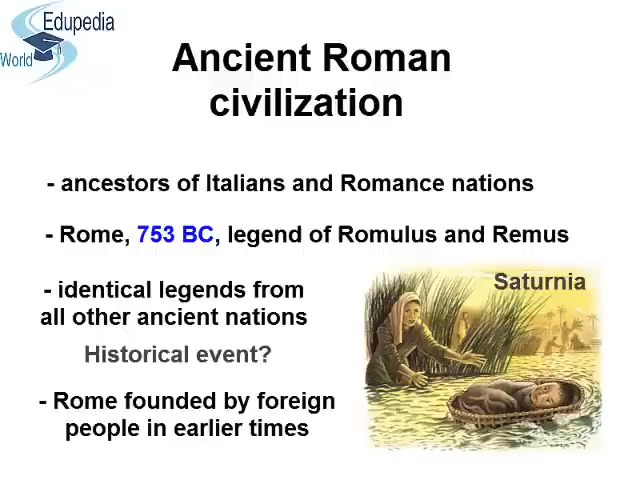 Edupedia
World
Ancient Roman
civilization
- ancestors of Italians and Romance nations
- Rome, 753 BC, legend of Romulus and Remus
- identical legends from
all other ancient nations
Saturnia
Historical event?
- Rome founded by foreign
people in earlier times